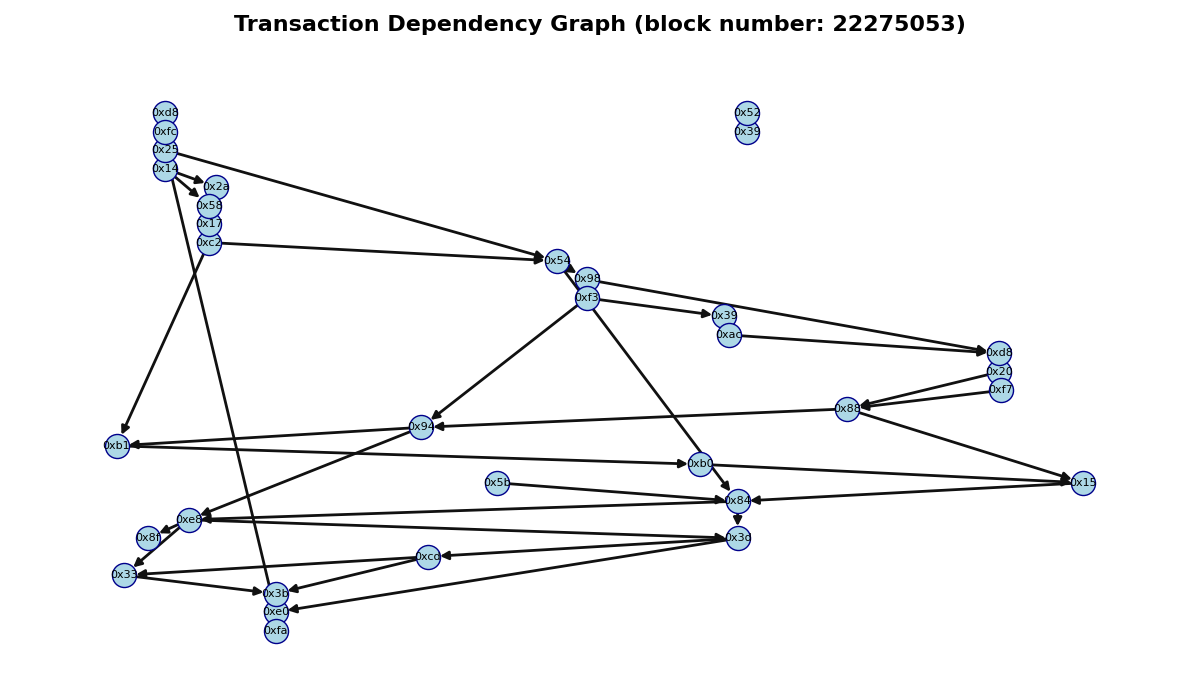 Transaction Dependency Graph (block number: 22275053)
0xd8
0x52
0xfc
0x39
0x25
0x14
0x2a
0x58
0x17
0xc2
0x54
0x98
0xf3
0x39
0xac
0xd8
0x20
0xf7
0x88
0x94
0xb1
0xb0
0x5b
0x15
0x84
0xe8
0x8f
0x3d
0xcd
0x33
0x3b
0xe0
0xfa